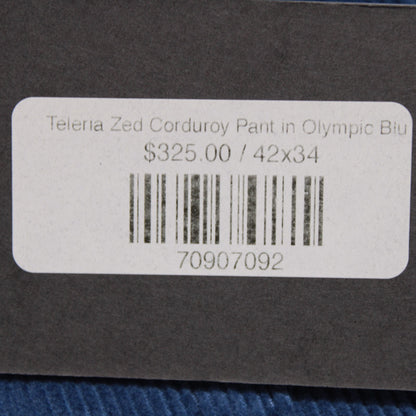 Teleria Zed Corduroy Pant in Olympic Blu
$325.00 / 42x34
70907092